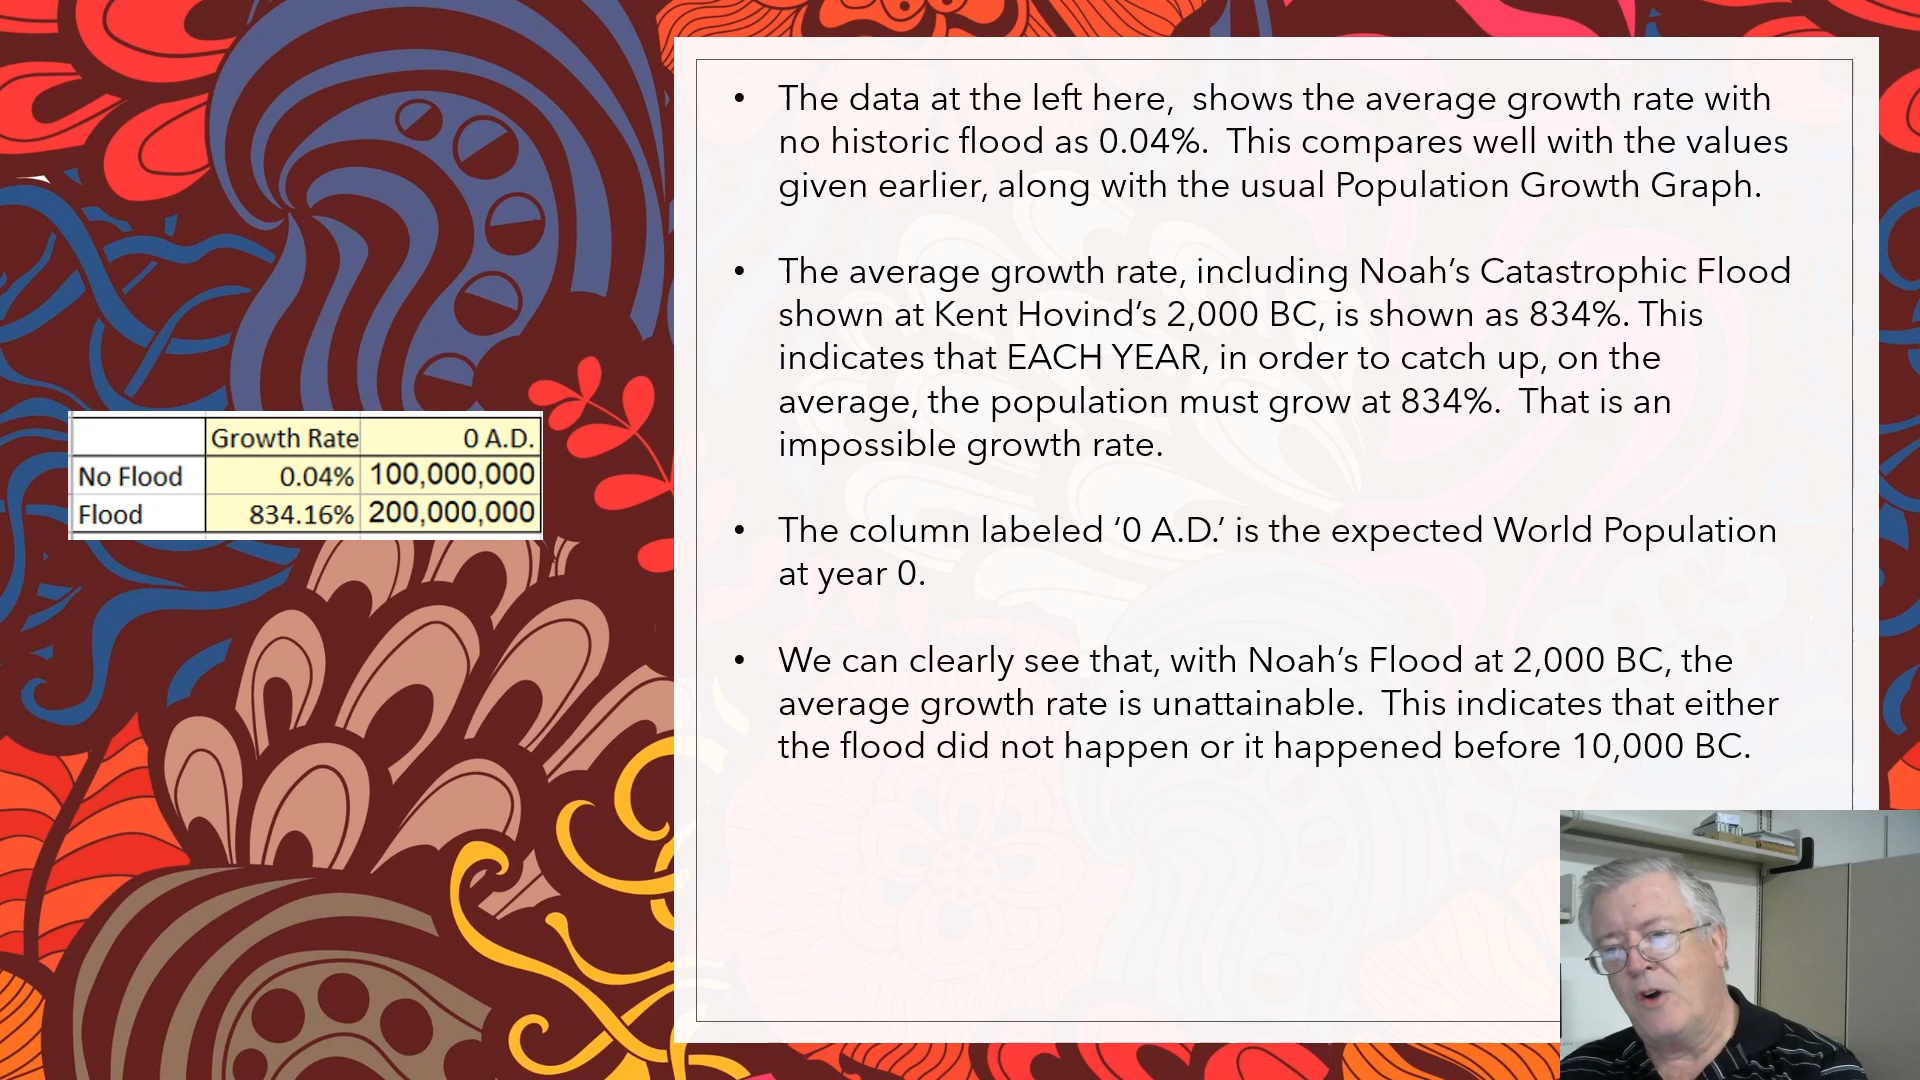 Growth Rate 0 A.D.
No Flood 0.04% 100,000,000
Flood 834.16% 200,000,000
• The data at the left here,  shows the average growth rate with
no historic flood as 0.04%.  This compares well with the values
given earlier, along with the usual Population Growth Graph.
• The average growth rate, including Noah’s Catastrophic Flood
shown at Kent Hovind’s 2,000 BC, is shown as 834%. This
indicates that EACH YEAR, in order to catch up, on the
average, the population must grow at 834%.  That is an
impossible growth rate.
• The column labeled ‘0 A.D.’ is the expected World Population
at year 0.
• We can clearly see that, with Noah’s Flood at 2,000 BC, the
average growth rate is unattainable.  This indicates that either
the flood did not happen or it happened before 10,000 BC.